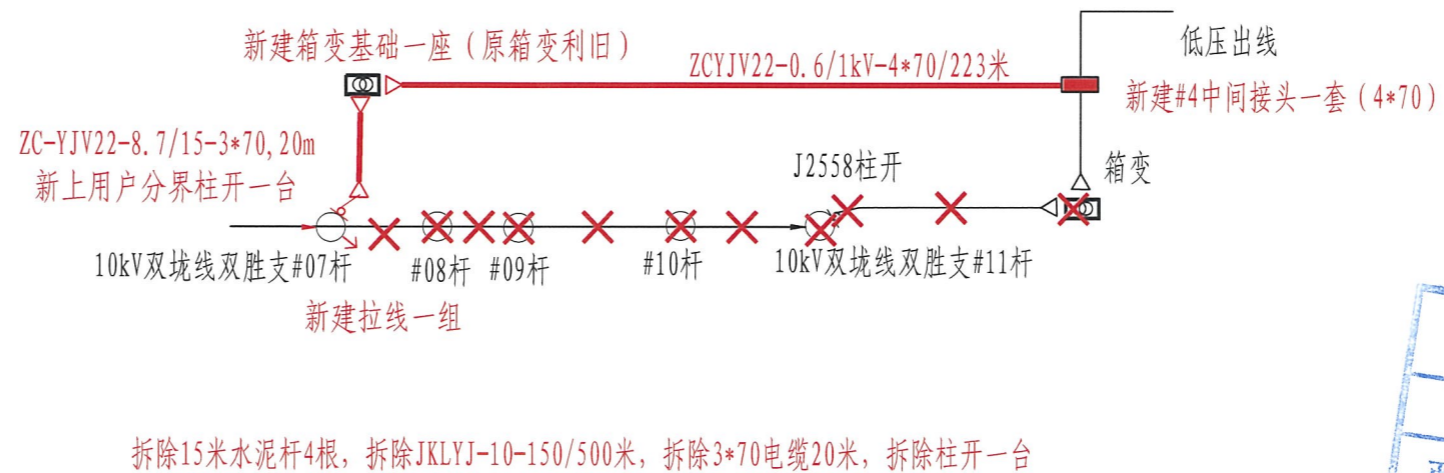 新建箱变基础一座（原箱变利旧）
ZCYJV22-0.6/1kV-4*70/223米
低压出线
新建#4中间接头一套（4*70）
ZC-YJV22-8.7/15-3*70,20m
新上用户分界柱开一台
J2558柱开
箱变
10kV双垅线双胜支#07杆
#08杆
#09杆
#10杆
10kV双垅线双胜支#11杆
新建拉线一组
拆除15米水泥杆4根，拆除JKLYJ-10-150/500米，拆除3*70电缆20米，拆除柱开一台